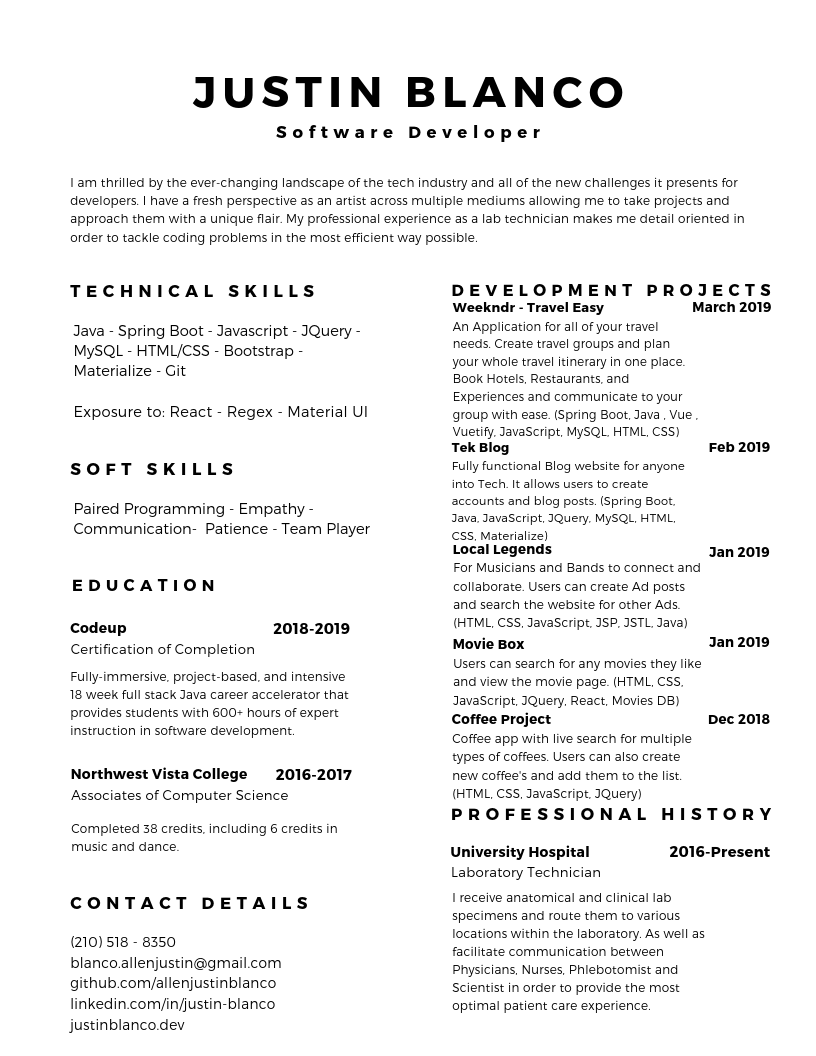 JUSTIN BLANCO
Software Developer
I am thrilled by the ever-changing landscape of the tech industry and all of the new challenges it presents for
developers. I have a fresh perspective as an artist across multiple mediums allowing me to take projects and
approach them with a unique flair. My professional experience as a lab technician makes me detail oriented in
order to tackle coding problems in the most efficient way possible.
TECHNICAL SKILLS
Java - Spring Boot - Javascript - JQuery -
MySQL - HTML/CSS - Bootstrap -
Materialize - Git
Exposure to: React - Regex - Material UI
SOFT SKILLS
Paired Programming - Empathy -
Communication-  Patience - Team Player
EDUCATION
Codeup 2018-2019
Certification of Completion
Fully-immersive, project-based, and intensive
18 week full stack Java career accelerator that
provides students with 600+ hours of expert
instruction in software development.
Northwest Vista College 2016-2017
Associates of Computer Science
Completed 38 credits, including 6 credits in
music and dance.
CONTACT DETAILS
(210) 518 - 8350
blanco.allenjustin@gmail.com
github.com/allenjustinblanco
linkedin.com/in/justin-blanco
justinblanco.dev
DEVELOPMENT PROJECTS
Weekndr - Travel Easy March 2019
An Application for all of your travel
needs. Create travel groups and plan
your whole travel itinerary in one place.
Book Hotels, Restaurants, and
Experiences and communicate to your
group with ease. (Spring Boot, Java , Vue ,
Vuetify, JavaScript, MySQL, HTML, CSS)
Tek Blog Feb 2019
Fully functional Blog website for anyone
into Tech. It allows users to create
accounts and blog posts. (Spring Boot,
Java, JavaScript, JQuery, MySQL, HTML,
CSS, Materialize)
Local Legends Jan 2019
For Musicians and Bands to connect and
collaborate. Users can create Ad posts
and search the website for other Ads.
(HTML, CSS, JavaScript, JSP, JSTL, Java)
Movie Box Jan 2019
Users can search for any movies they like
and view the movie page. (HTML, CSS,
JavaScript, JQuery, React, Movies DB)
Coffee Project Dec 2018
Coffee app with live search for multiple
types of coffees. Users can also create
new coffee's and add them to the list.
(HTML, CSS, JavaScript, JQuery)
PROFESSIONAL HISTORY
University Hospital 2016-Present
Laboratory Technician
I receive anatomical and clinical lab
specimens and route them to various
locations within the laboratory. As well as
facilitate communication between
Physicians, Nurses, Phlebotomist and
Scientist in order to provide the most
optimal patient care experience.